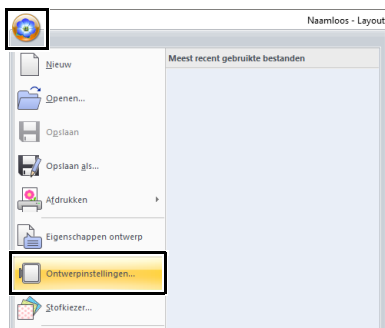 Naamloos - Layout
Meest recent gebruikte bestanden
Nieuw
Openen...
Opslaan
Opslaan als...
Afdrukken
Eigenschappen ontwerp
Ontwerpinstellingen...
Stofkiezer...